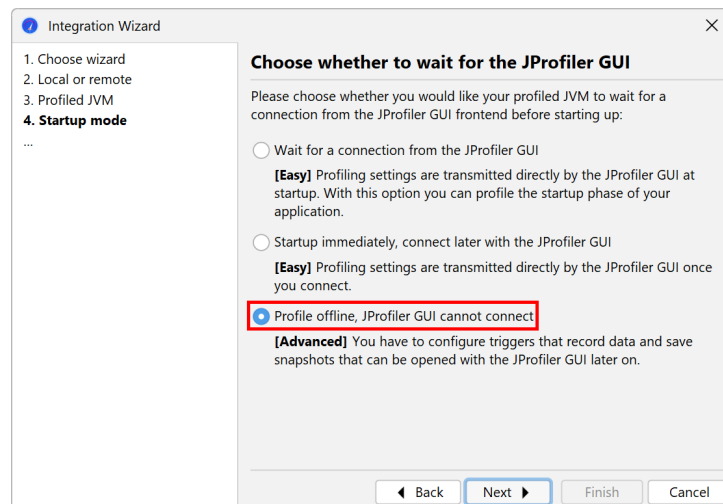 Integration Wizard
1. Choose wizard
2. Local or remote
3. Profiled JVM
4. Startup mode
...
Choose whether to wait for the JProfiler GUI
Please choose whether you would like your profiled JVM to wait for a
connection from the JProfiler GUI frontend before starting up:
Wait for a connection from the JProfiler GUI
[Easy] Profiling settings are transmitted directly by the JProfiler GUI at
startup. With this option you can profile the startup phase of your
application.
Startup immediately, connect later with the JProfiler GUI
[Easy] Profiling settings are transmitted directly by the JProfiler GUI once
you connect.
Profile offline, JProfiler GUI cannot connect
[Advanced] You have to configure triggers that record data and save
snapshots that can be opened with the JProfiler GUI later on.
Back Next Finish Cancel